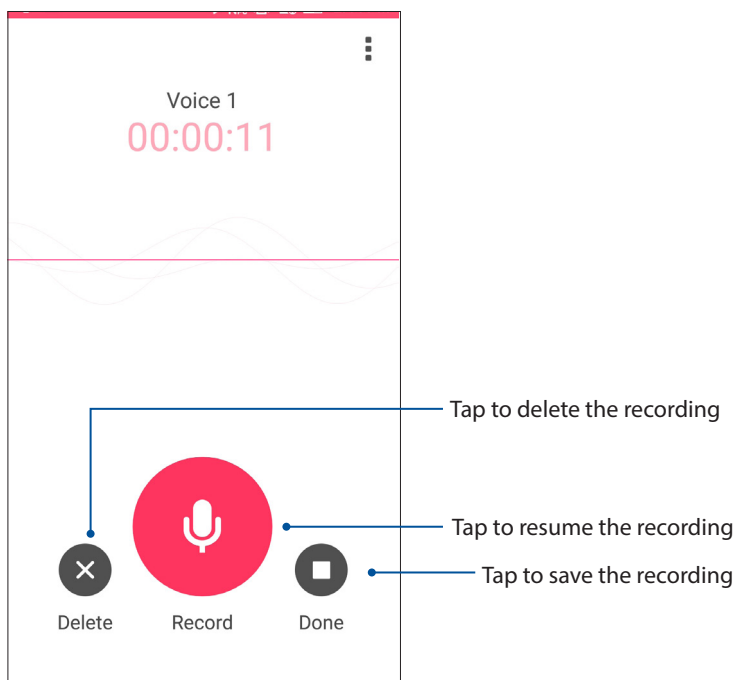 Voice 1
00:00:11
Tap to delete the recording
Tap to resume the recording
Tap to save the recording
Delete
Record
Done